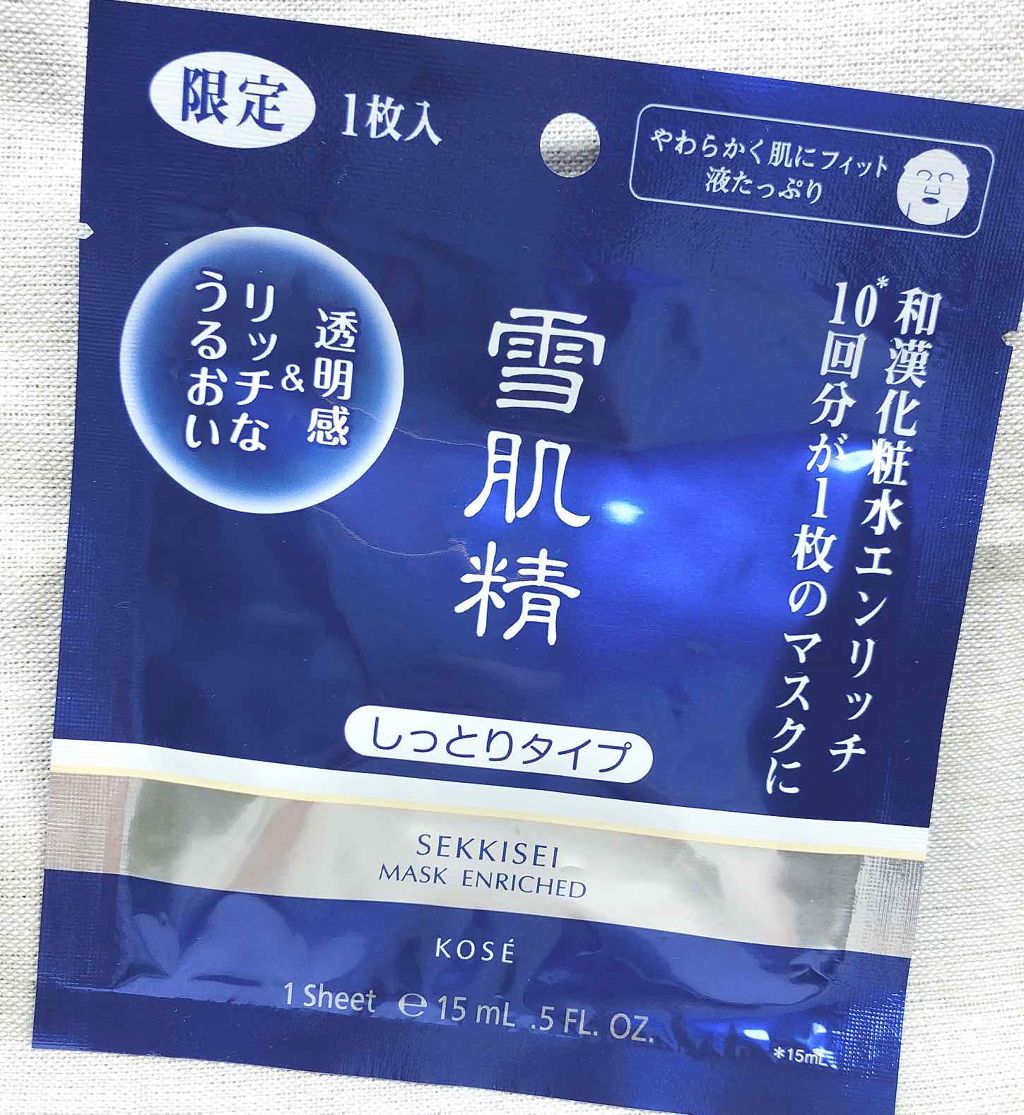 限定
1枚入
やわらかく肌にフィット
液たっぷり
透明感
&
リッチな
うるおい
和漢化粧水エンリッチ
10*回分が1枚のマスクに
雪肌精
しっとりタイプ
SEKKISEI
MASK ENRICHED
KOSÉ
1 Sheet ℮ 15 mL .5 FL. OZ.
*15mL